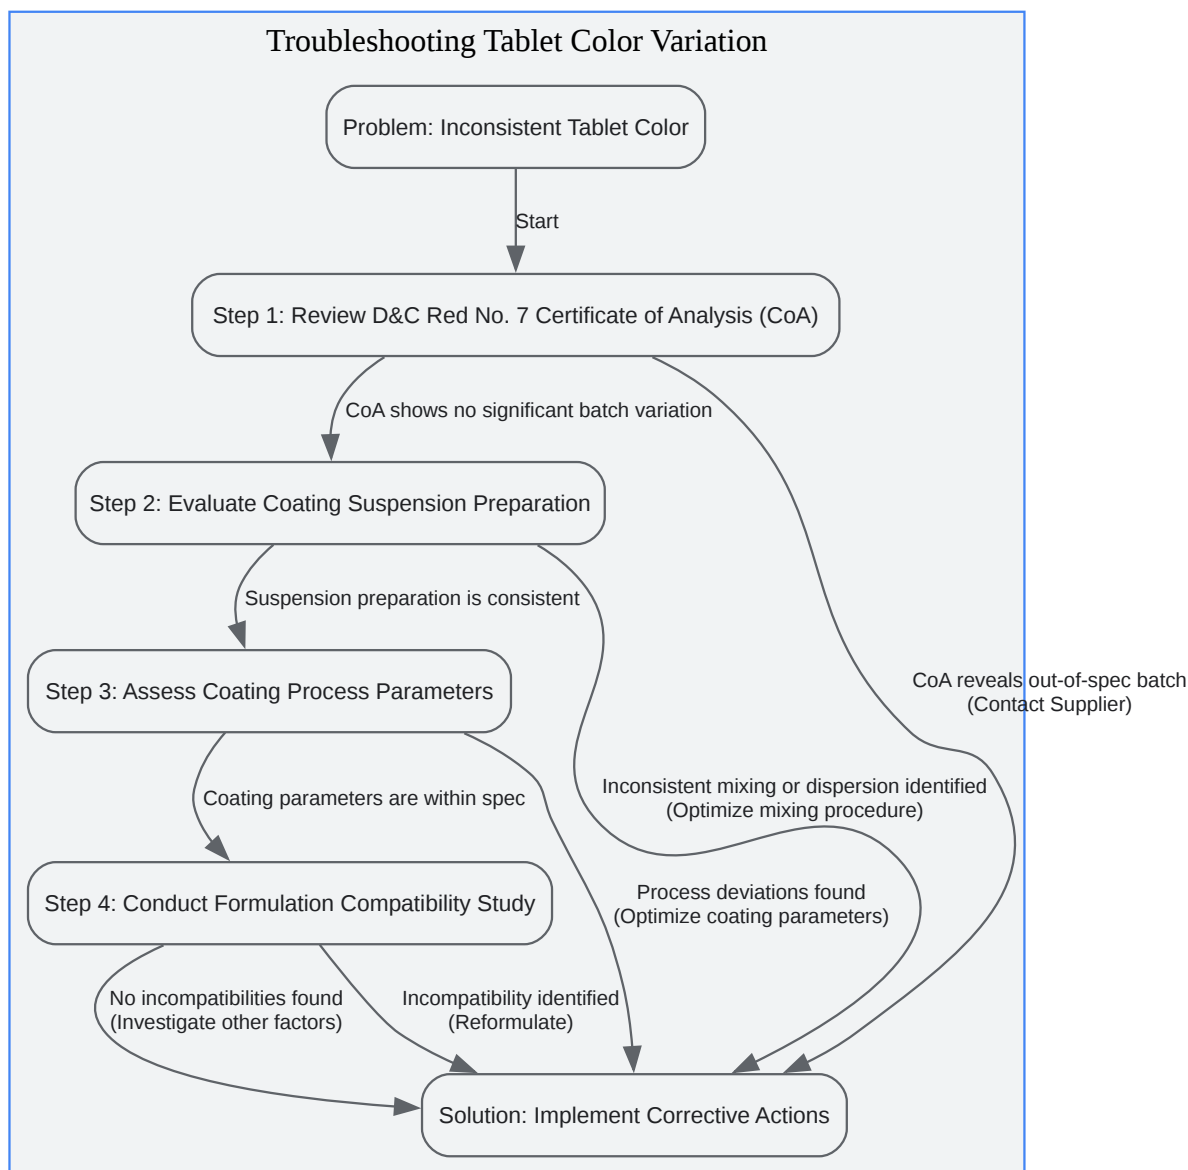 Troubleshooting Tablet Color Variation
Problem: Inconsistent Tablet Color
Start
Step 1: Review D&C Red No. 7 Certificate of Analysis (CoA)
CoA shows no significant batch variation
Step 2: Evaluate Coating Suspension Preparation
Suspension preparation is consistent
CoA reveals out-of-spec batch
(Contact Supplier)
Step 3: Assess Coating Process Parameters
Coating parameters are within spec
Inconsistent mixing or dispersion identified
(Optimize mixing procedure)
Process deviations found
(Optimize coating parameters)
Step 4: Conduct Formulation Compatibility Study
No incompatibilities found
(Investigate other factors)
Incompatibility identified
(Reformulate)
Solution: Implement Corrective Actions